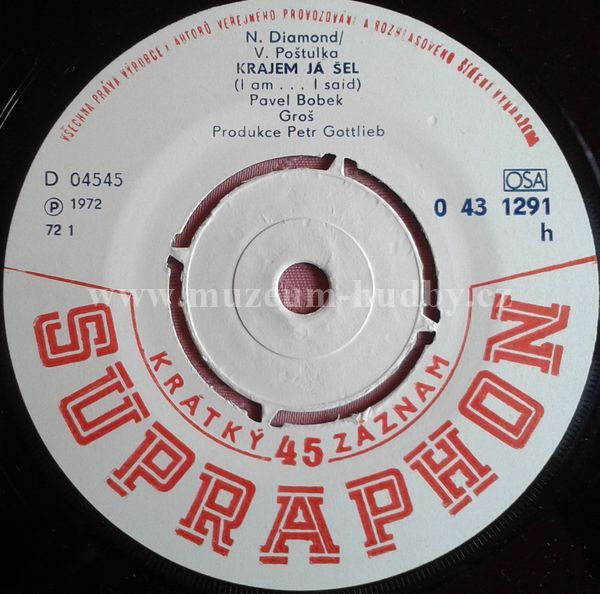 VŠECHNA PRÁVA VÝROBCE I AUTORŮ VEŘEJNÉHO PROVOZOVÁNÍ A ROZHLASOVÉHO ŠÍŘENÍ VYHRAZENA
N. Diamond/
V. Poštulka
KRAJEM JÁ ŠEL
(I am . . . I said)
Pavel Bobek
Groš
Produkce Petr Gottlieb
D 04545
Ⓟ 1972
72 1
OSA
0 43 1291
h
www.muzeum-hudby.cz
KRÁTKÝ 45 ZÁZNAM
SUPRAPHON